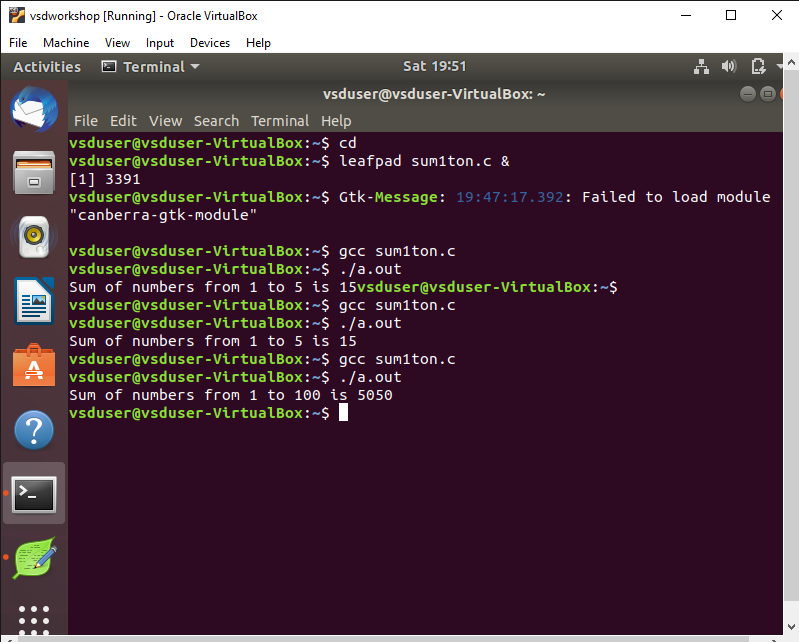 vsdworkshop [Running] - Oracle VirtualBox
File Machine View Input Devices Help
Activities Terminal Sat 19:51
vsduser@vsduser-VirtualBox: ~
File Edit View Search Terminal Help
vsduser@vsduser-VirtualBox:~$ cd
vsduser@vsduser-VirtualBox:~$ leafpad sum1ton.c &
[1] 3391
vsduser@vsduser-VirtualBox:~$ Gtk-Message: 19:47:17.392: Failed to load module
"canberra-gtk-module"
vsduser@vsduser-VirtualBox:~$ gcc sum1ton.c
vsduser@vsduser-VirtualBox:~$ ./a.out
Sum of numbers from 1 to 5 is 15vsduser@vsduser-VirtualBox:~$
vsduser@vsduser-VirtualBox:~$ gcc sum1ton.c
vsduser@vsduser-VirtualBox:~$ ./a.out
Sum of numbers from 1 to 5 is 15
vsduser@vsduser-VirtualBox:~$ gcc sum1ton.c
vsduser@vsduser-VirtualBox:~$ ./a.out
Sum of numbers from 1 to 100 is 5050
vsduser@vsduser-VirtualBox:~$